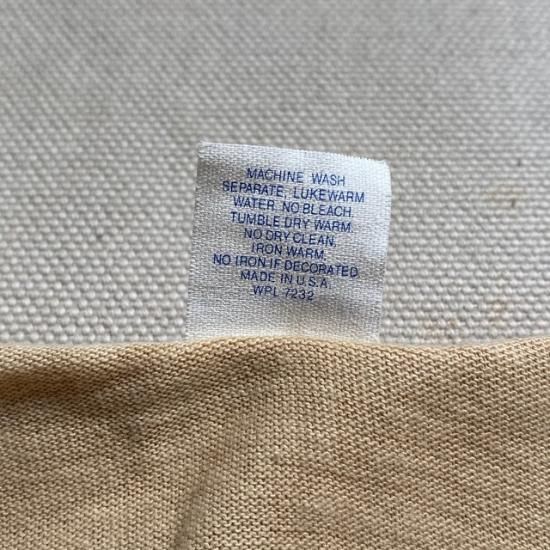 MACHINE WASH
SEPARATE, LUKEWARM
WATER. NO BLEACH.
TUMBLE DRY WARM.
NO DRY CLEAN.
IRON WARM.
NO IRON IF DECORATED
MADE IN U.S.A.
WPL 7232